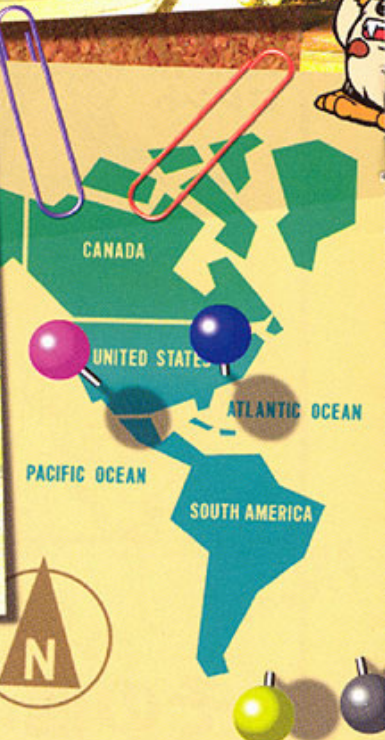 CANADA
UNITED STATES
ATLANTIC OCEAN
PACIFIC OCEAN
SOUTH AMERICA
N